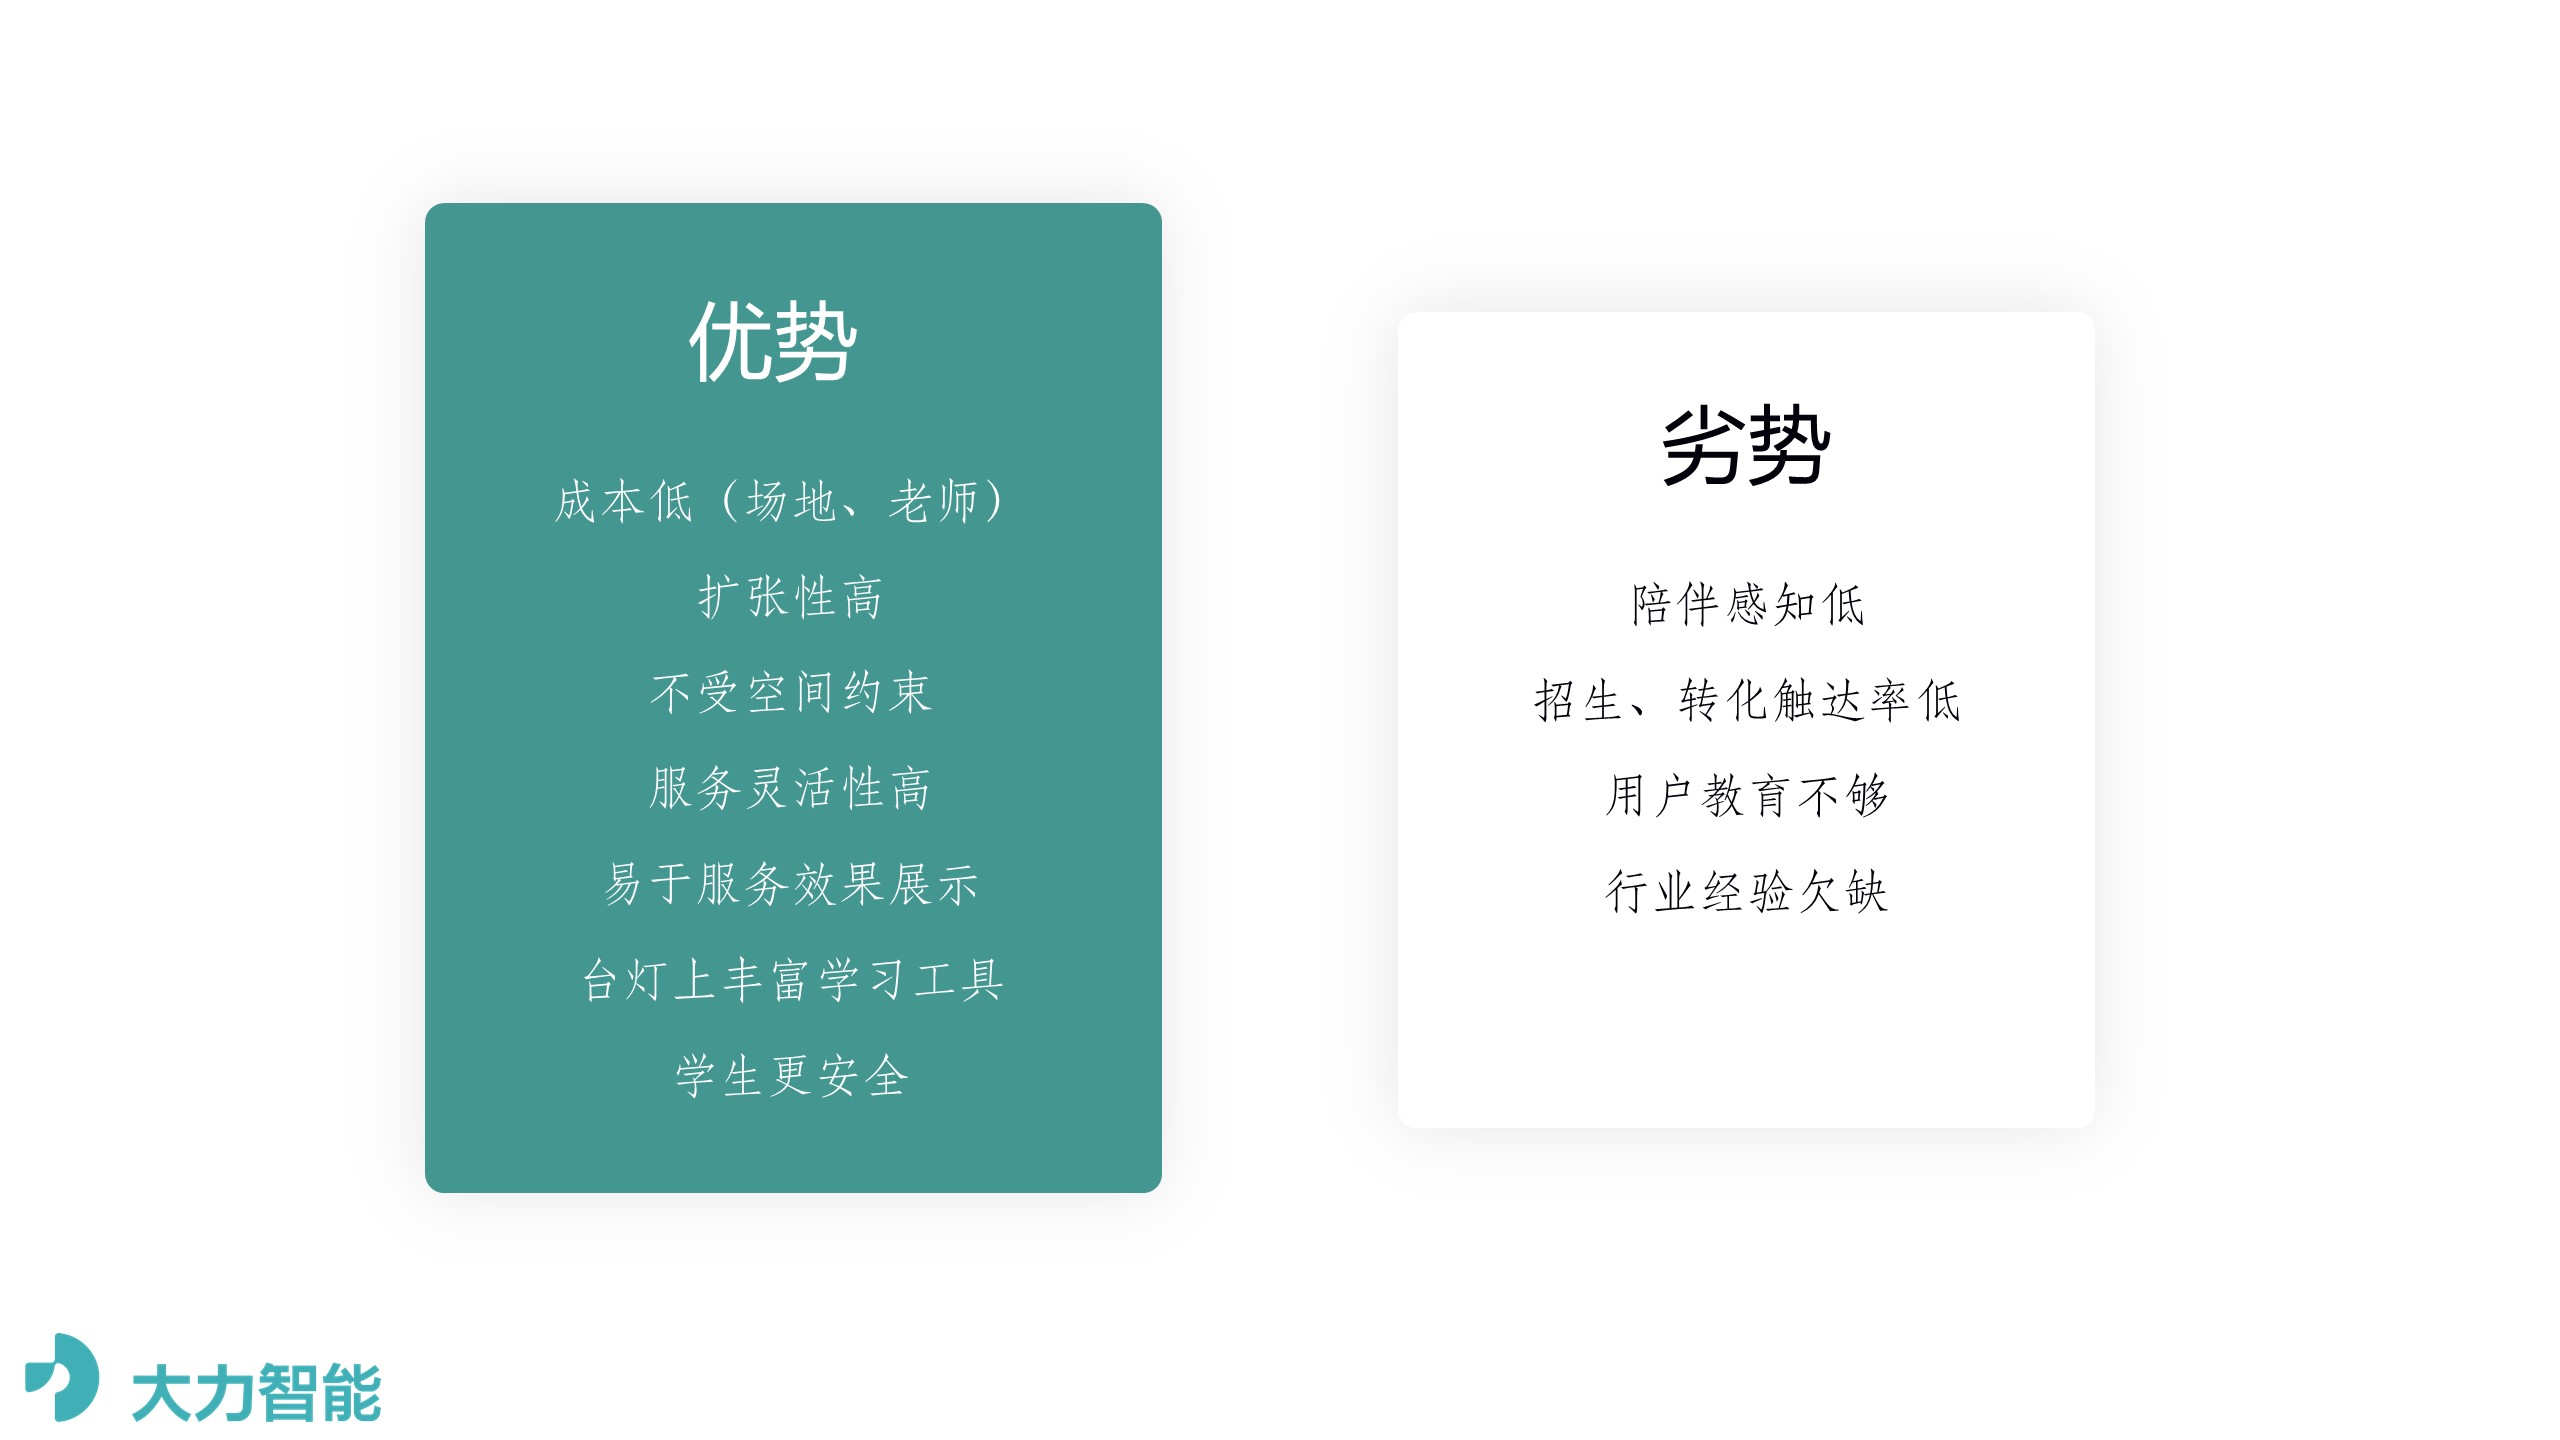 优势
成本低（场地、老师）
扩张性高
不受空间约束
服务灵活性高
易于服务效果展示
台灯上丰富学习工具
学生更安全
劣势
陪伴感知低
招生、转化触达率低
用户教育不够
行业经验欠缺
大力智能